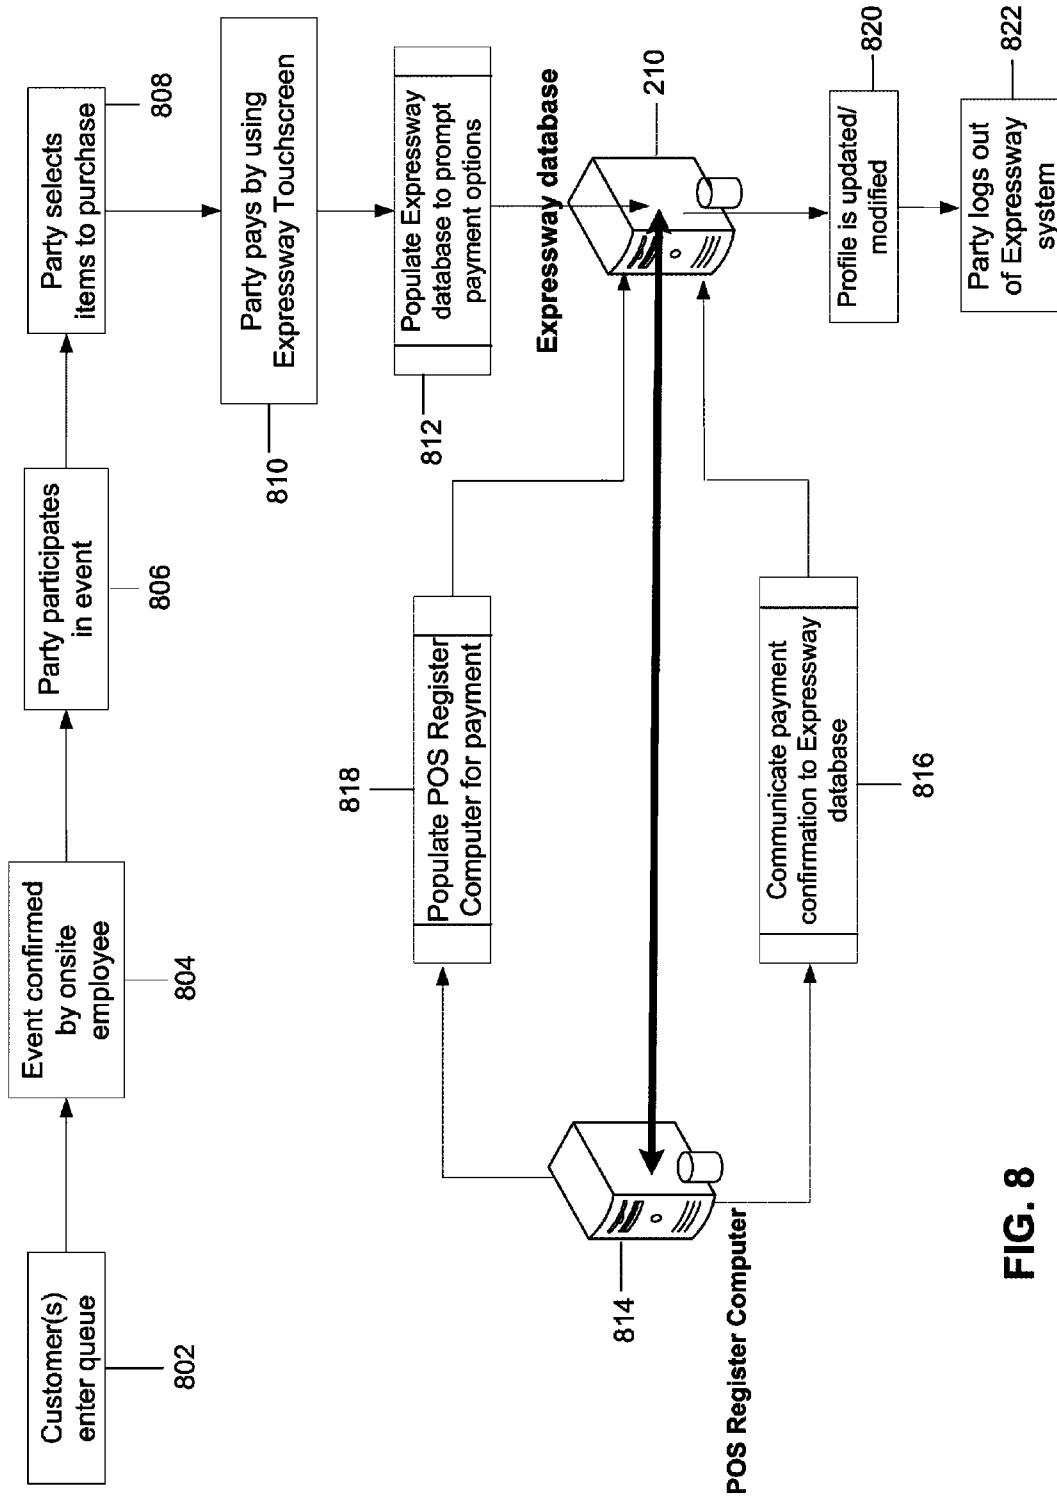 Customer(s)
enter queue
802
Event confirmed
by onsite
employee
804
Party participates
in event
806
Party selects
items to purchase
808
Party pays by using
Expressway Touchscreen
810
Populate Expressway
database to prompt
payment options
812
Expressway database
210
Populate POS Register
Computer for payment
818
POS Register Computer
814
Communicate payment
confirmation to Expressway
database
816
Profile is updated/
modified
820
Party logs out
of Expressway
system
822
FIG. 8